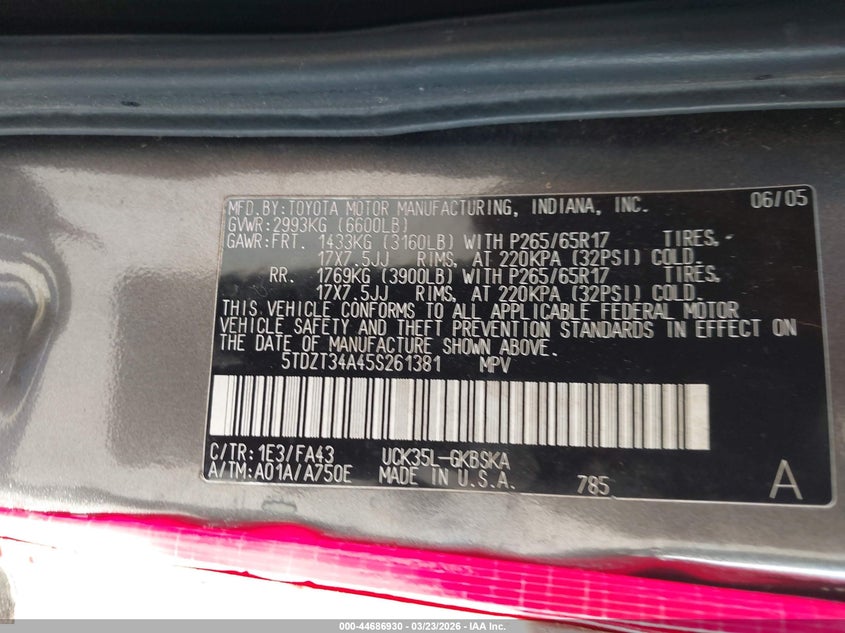 MFD.BY:TOYOTA MOTOR MANUFACTURING, INDIANA, INC. 06/05
GVWR:2993KG (6600LB)
GAWR:FRT. 1433KG (3160LB) WITH P265/65R17 TIRES,
17X7.5JJ RIMS, AT 220KPA (32PSI) COLD.
RR. 1769KG (3900LB) WITH P265/65R17 TIRES,
17X7.5JJ RIMS, AT 220KPA (32PSI) COLD.
THIS VEHICLE CONFORMS TO ALL APPLICABLE FEDERAL MOTOR
VEHICLE SAFETY AND THEFT PREVENTION STANDARDS IN EFFECT ON
THE DATE OF MANUFACTURE SHOWN ABOVE.
5TDZT34A45S261381 MPV
C/TR:1E3/FA43 UCK35L-GKBSKA
A/TM:A01A/A750E MADE IN U.S.A. 785 A
000-44686930 - 03/23/2026 - IAA Inc.